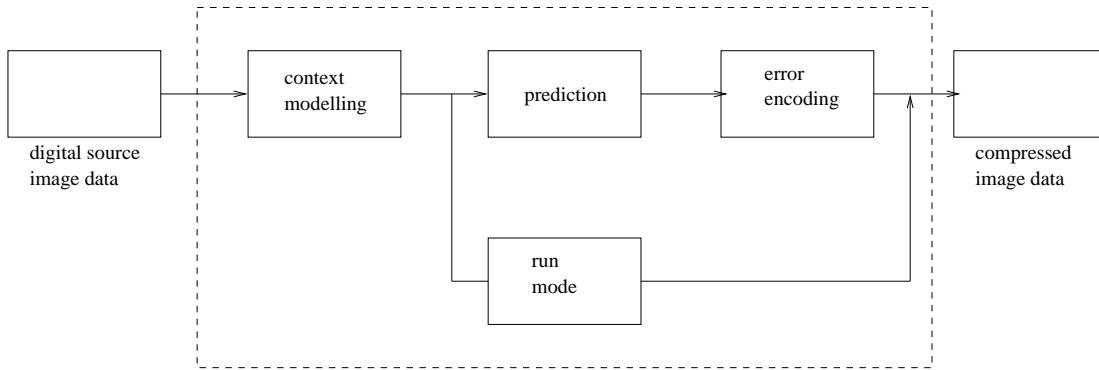 digital source
image data
context
modelling
prediction
error
encoding
run
mode
compressed
image data